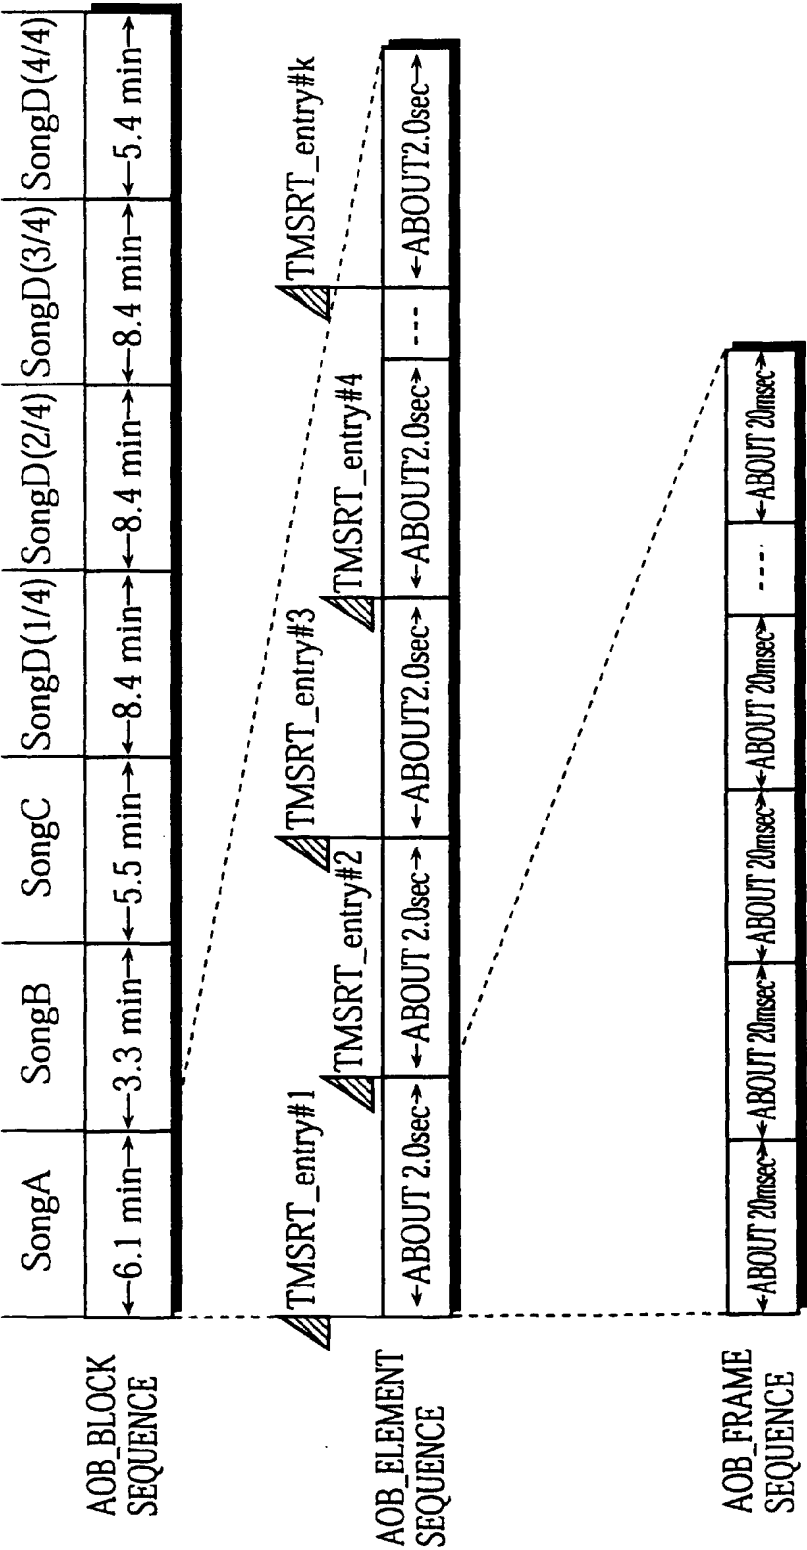 SongA SongB SongC SongD(1/4) SongD(2/4) SongD(3/4) SongD(4/4)
AOB_BLOCK
SEQUENCE
6.1 min 3.3 min 5.5 min 8.4 min 8.4 min 8.4 min 5.4 min
TMSRT_entry#1 TMSRT_entry#3 TMSRT_entry#k
TMSRT_entry#2 TMSRT_entry#4
AOB_ELEMENT
SEQUENCE
ABOUT 2.0sec ABOUT 2.0sec ABOUT2.0sec ABOUT2.0sec ---- ABOUT2.0sec
AOB_FRAME
SEQUENCE
ABOUT 20msec ABOUT 20msec ABOUT 20msec ABOUT 20msec ---- ABOUT 20msec